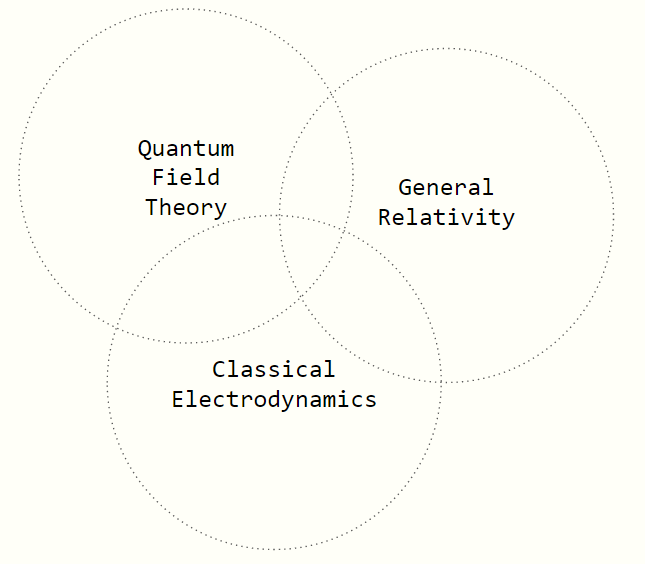 Quantum
Field
Theory
General
Relativity
Classical
Electrodynamics